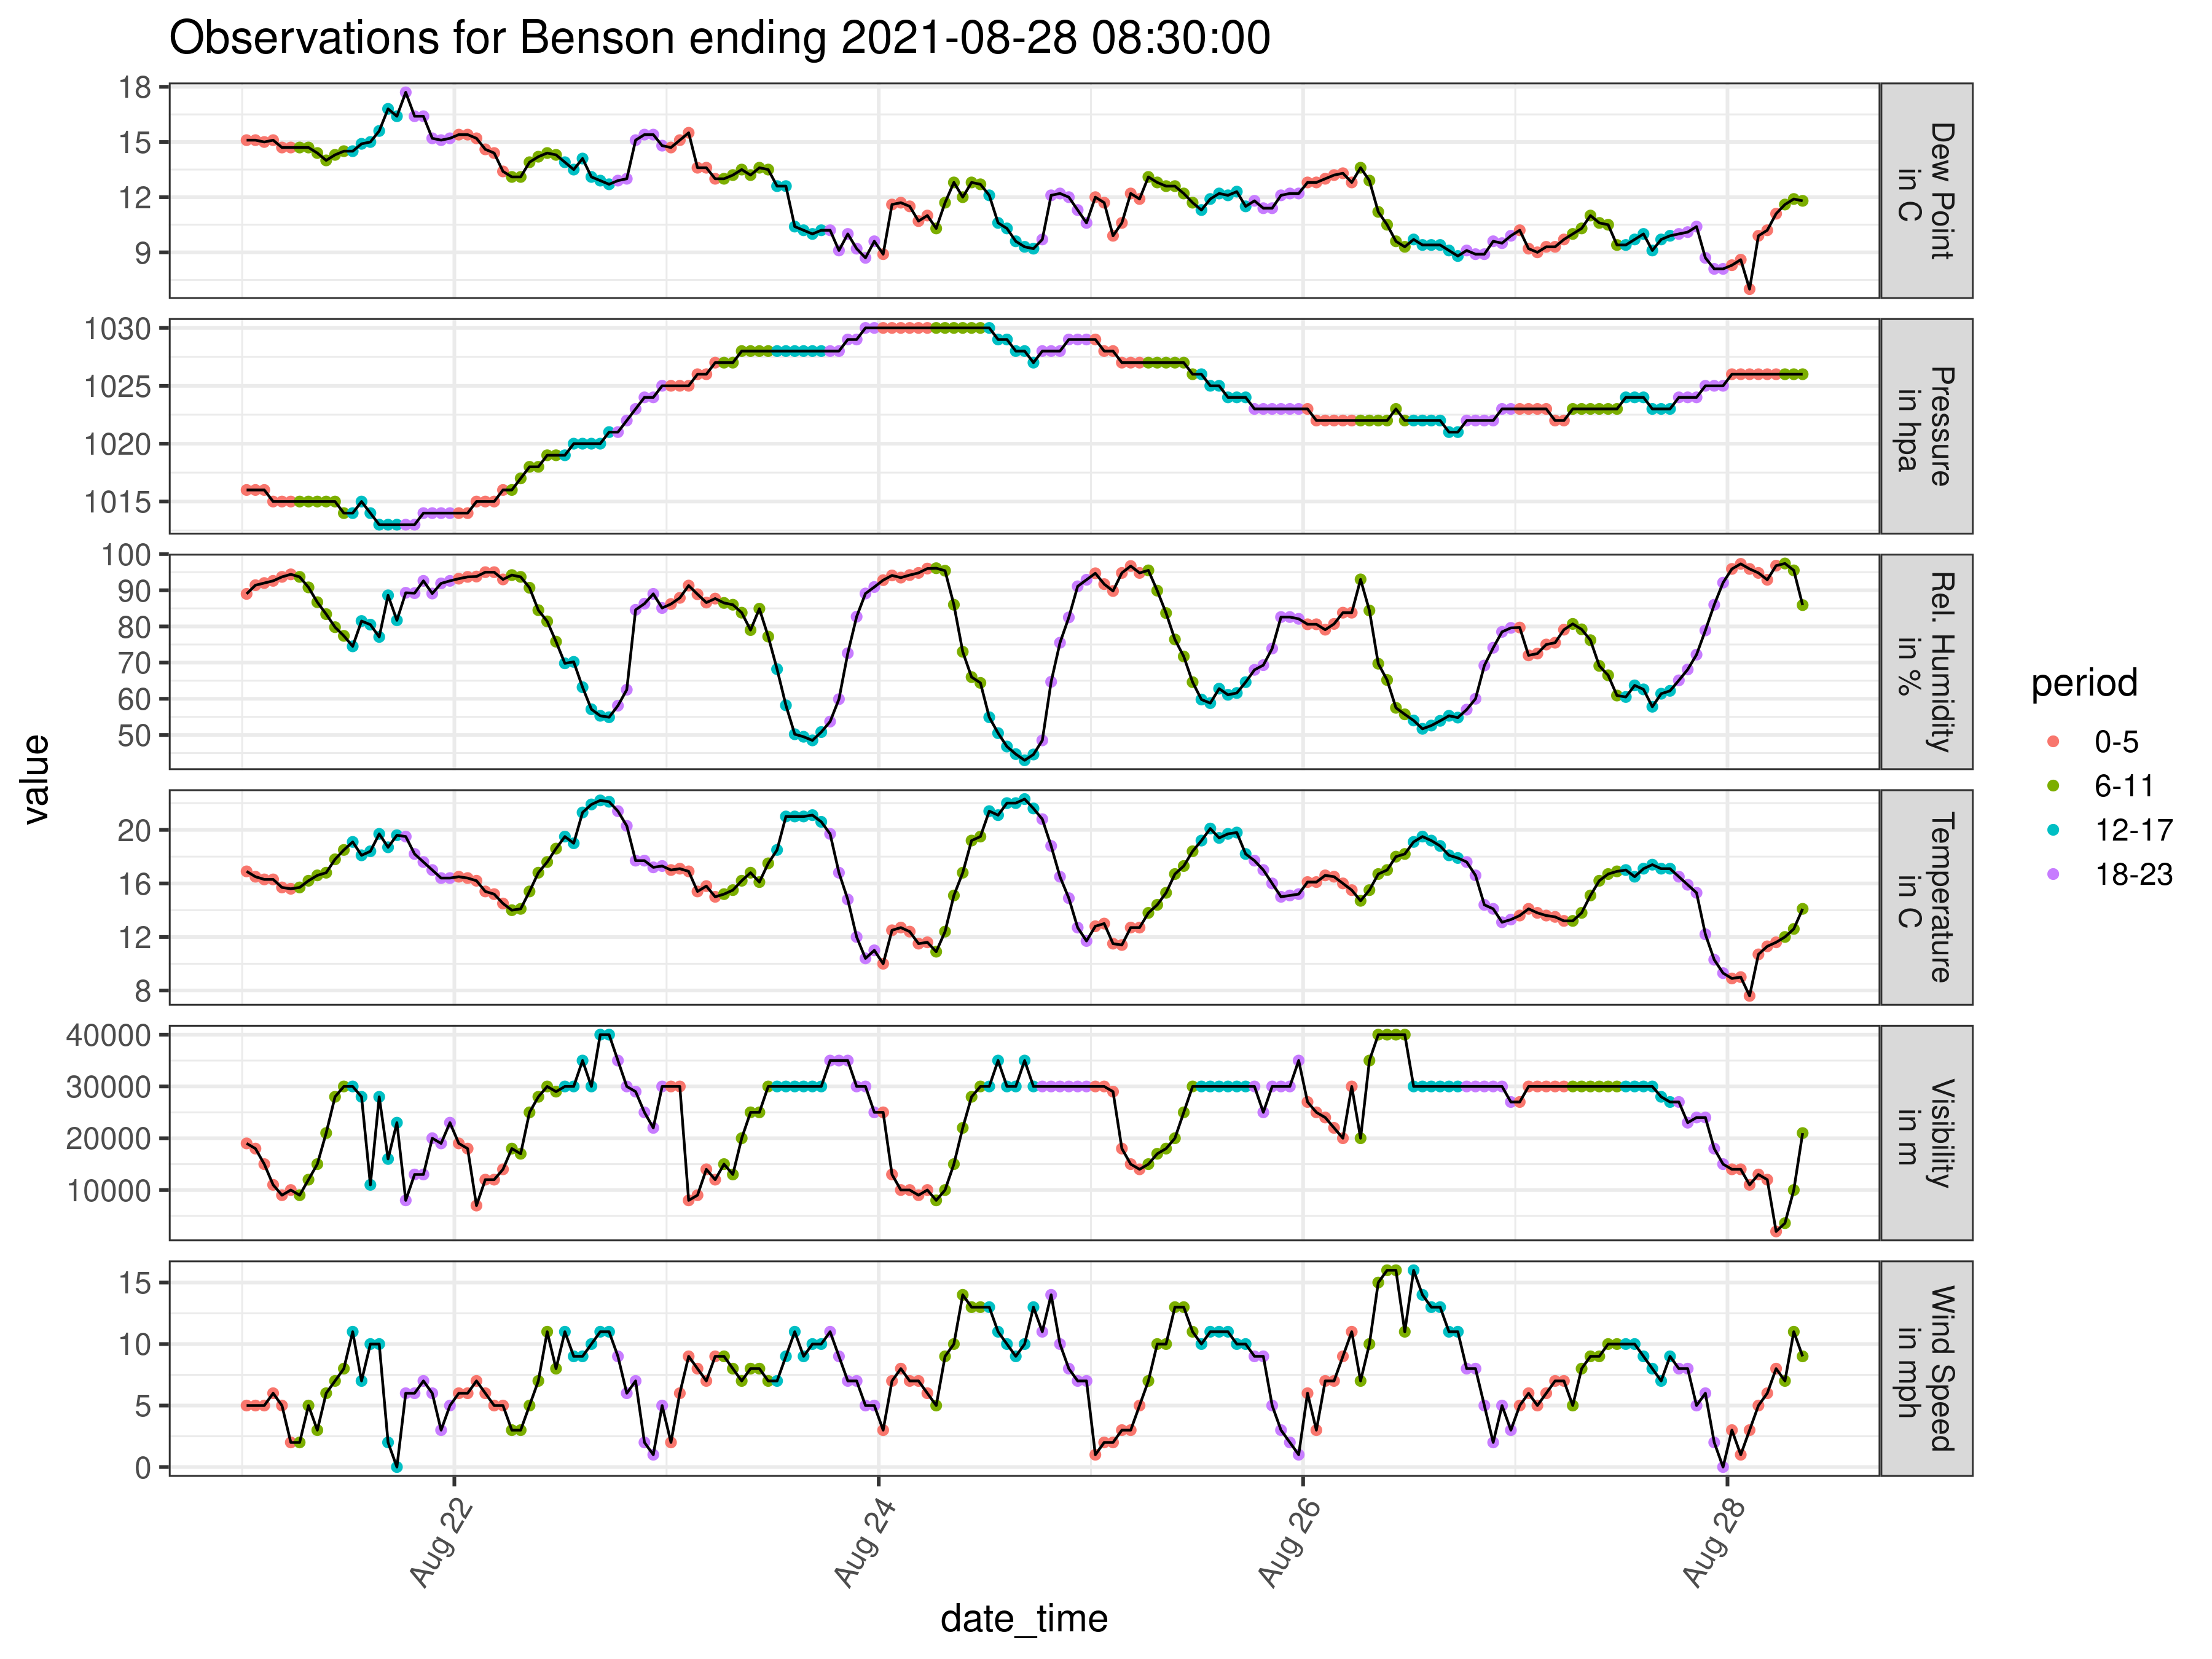 Observations for Benson ending 2021-08-28 08:30:00
18
15
12
9
Dew Point
in C
1030
1025
1020
1015
Pressure
in hpa
100
90
80
70
60
50
Rel. Humidity
in %
20
16
12
8
Temperature
in C
40000
30000
20000
10000
Visibility
in m
15
10
5
0
Wind Speed
in mph
value
Aug 22
Aug 24
Aug 26
Aug 28
date_time
period
0-5
6-11
12-17
18-23